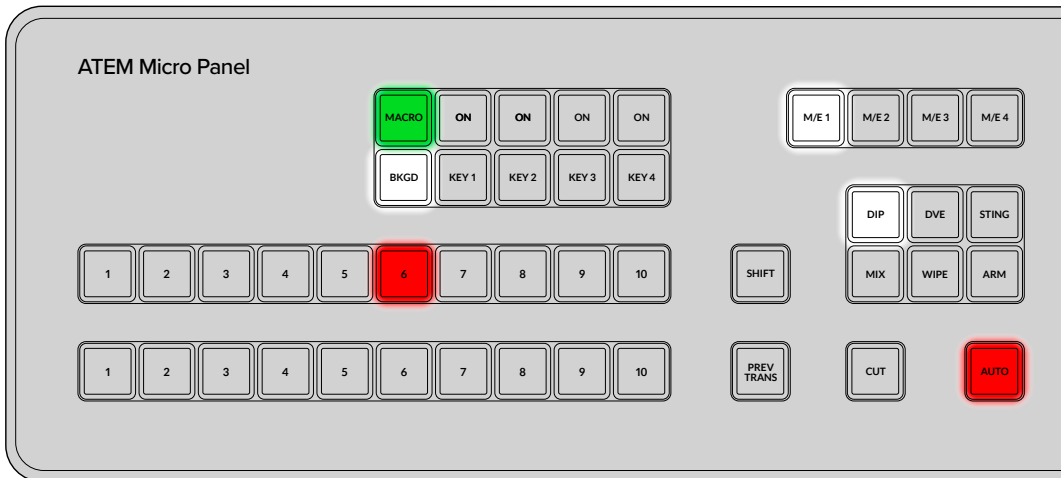 ATEM Micro Panel
MACRO ON ON ON ON
M/E 1 M/E 2 M/E 3 M/E 4
BKGD KEY 1 KEY 2 KEY 3 KEY 4
DIP DVE STING
1 2 3 4 5 6 7 8 9 10
SHIFT
MIX WIPE ARM
1 2 3 4 5 6 7 8 9 10
PREV
TRANS
CUT
AUTO